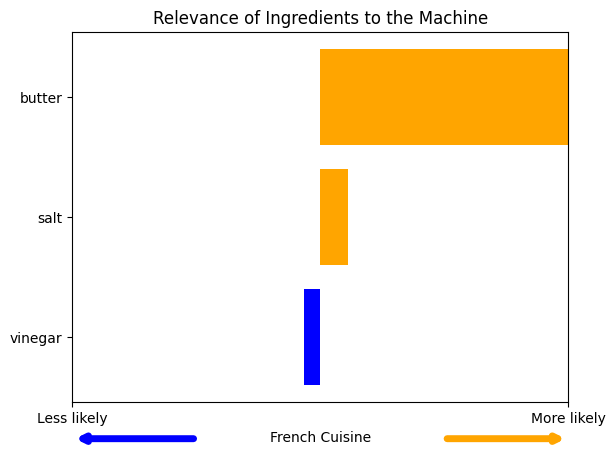 Relevance of Ingredients to the Machine
butter
salt
vinegar
Less likely
More likely
French Cuisine